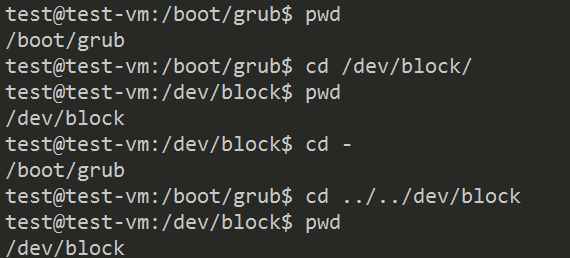 test@test-vm:/boot/grub$ pwd
/boot/grub
test@test-vm:/boot/grub$ cd /dev/block/
test@test-vm:/dev/block$ pwd
/dev/block
test@test-vm:/dev/block$ cd -
/boot/grub
test@test-vm:/boot/grub$ cd ../../dev/block
test@test-vm:/dev/block$ pwd
/dev/block